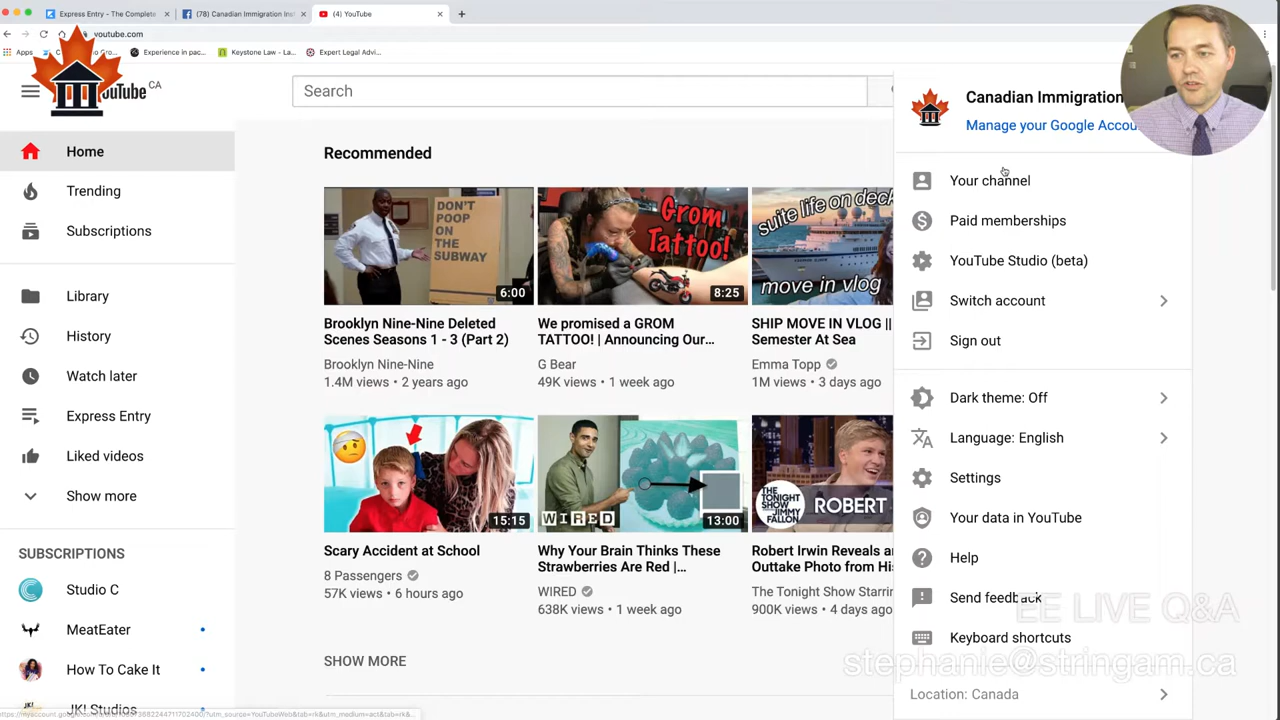 Express Entry - The Complete
(78) Canadian Immigration Ins
(4) YouTube
youtube.com
Apps
Experience in pac...
Keystone Law - La...
Expert Legal Advi...
CA
Search
Canadian Immigration
Manage your Google Accou
Home
Trending
Subscriptions
Library
History
Watch later
Express Entry
Liked videos
Show more
SUBSCRIPTIONS
Studio C
MeatEater
How To Cake It
JK! Studios
Recommended
DON'T
POOP
ON
THE
SUBWAY
6:00
Brooklyn Nine-Nine Deleted
Scenes Seasons 1 - 3 (Part 2)
Brooklyn Nine-Nine
1.4M views • 2 years ago
Grom
Tattoo!
8:25
We promised a GROM
TATTOO! | Announcing Our...
G Bear
49K views • 1 week ago
suite life on deck
move in vlog
SHIP MOVE IN VLOG ||
Semester At Sea
Emma Topp
1M views • 3 days ago
15:15
Scary Accident at School
8 Passengers
57K views • 6 hours ago
WIRED
13:00
Why Your Brain Thinks These
Strawberries Are Red |...
WIRED
638K views • 1 week ago
THE
TONIGHT
SHOW
JIMMY
FALLON
ROBERT
Robert Irwin Reveals an
Outtake Photo from His
The Tonight Show Starrin
900K views • 4 days ago
SHOW MORE
Your channel
Paid memberships
YouTube Studio (beta)
Switch account
Sign out
Dark theme: Off
Language: English
Settings
Your data in YouTube
Help
Send feedback
Keyboard shortcuts
Location: Canada
EE LIVE Q&A
stephanie@stringam.ca